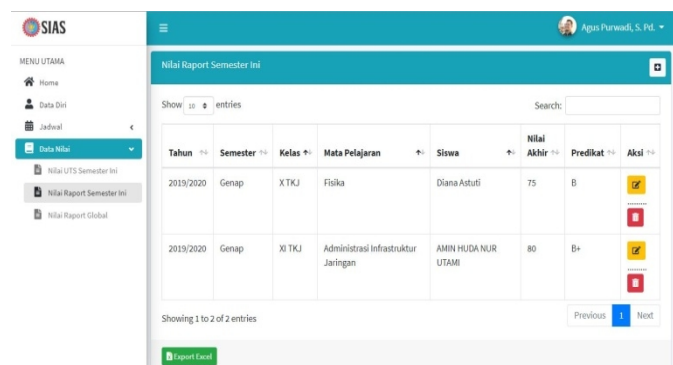 SIAS
Agus Purwadi, S. Pd.
MENU UTAMA
Home
Data Diri
Jadwal
Data Nilai
Nilai UTS Semester Ini
Nilai Raport Semester Ini
Nilai Raport Global
Nilai Raport Semester Ini
Show 10 entries
Search:
Tahun Semester Kelas Mata Pelajaran Siswa Nilai Akhir Predikat Aksi
2019/2020 Genap X TKJ Fisika Diana Astuti 75 B
2019/2020 Genap XI TKJ Administrasi Infrastruktur AMIN HUDA NUR 80 B+
Jaringan UTAMI
Showing 1 to 2 of 2 entries
Previous 1 Next
Export Excel